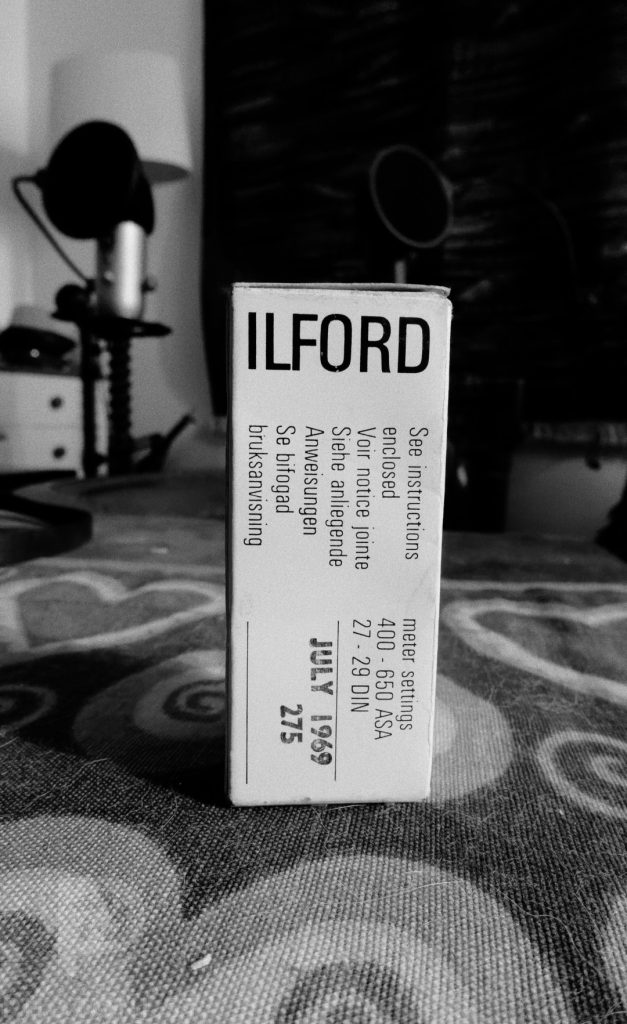 ILFORD
See instructions
enclosed
Voir notice jointe
Siehe anliegende
Anweisungen
Se bifogad
bruksanvisning
meter settings
400 - 650 ASA
27 - 29 DIN
JULY 1969
275